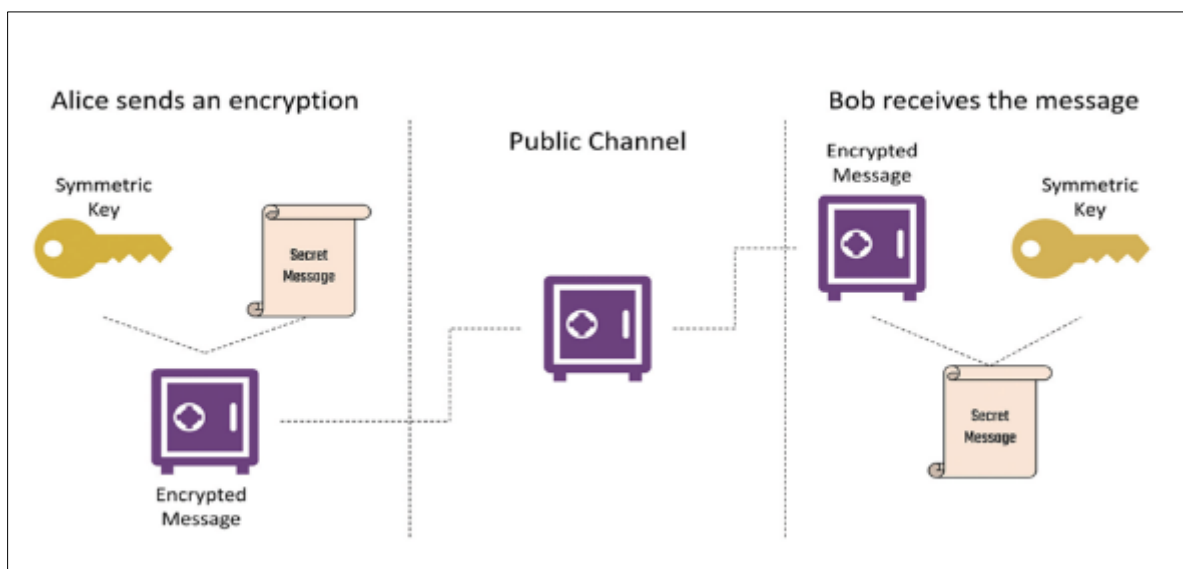 Alice sends an encryption
Symmetric
Key
Secret
Message
Encrypted
Message
Public Channel
Bob receives the message
Encrypted
Message
Symmetric
Key
Secret
Message